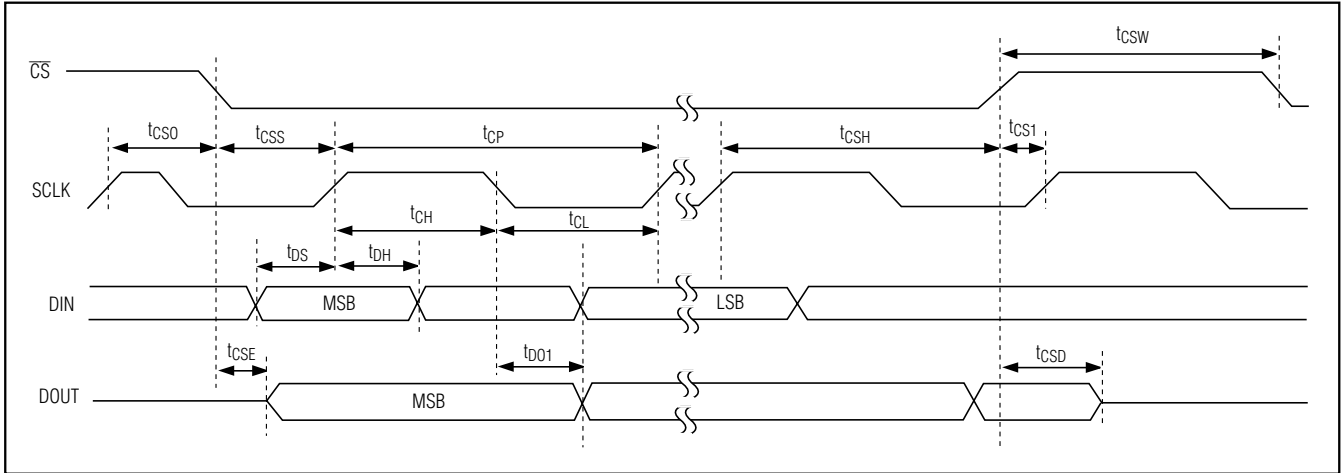 tCSW
CS
tCSO tCSS tCP tCSH tCS1
SCLK
tCH tCL
tDS tDH
DIN MSB LSB
tCSE tDO1 tCSD
DOUT MSB